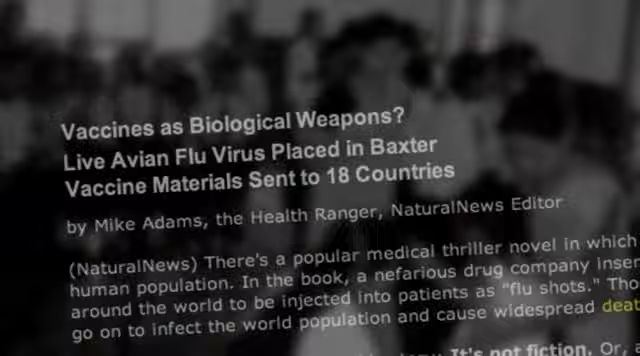 Vaccines as Biological Weapons?
Live Avian Flu Virus Placed in Baxter
Vaccine Materials Sent to 18 Countries
by Mike Adams, the Health Ranger, NaturalNews Editor
(NaturalNews) There's a popular medical thriller novel in which
human population. In the book, a nefarious drug company inser
around the world to be injected into patients as "flu shots." Tho
go on to infect the world population and cause widespread deat
It's not fiction. Or, a